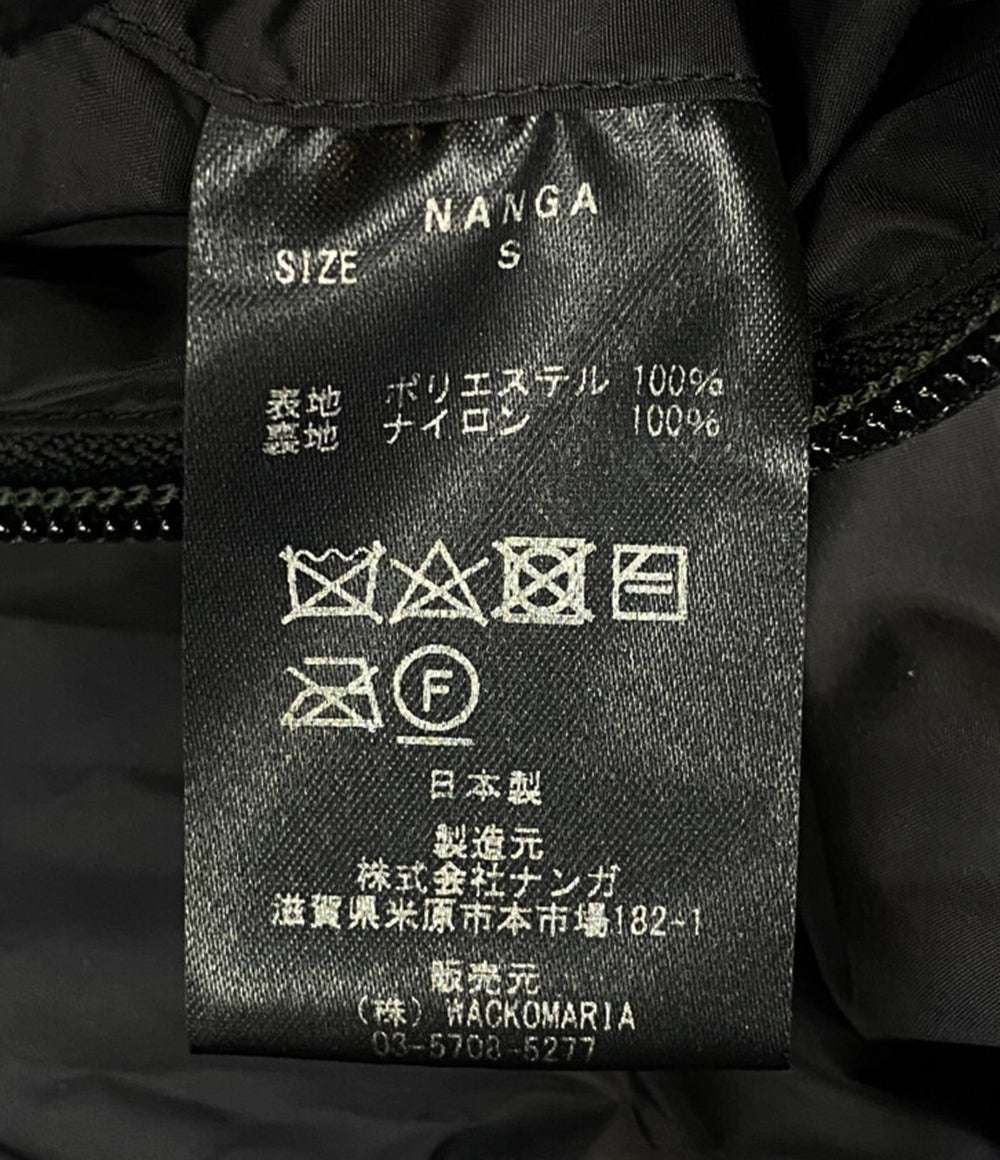 NANGA
SIZE S
表地 ポリエステル 100%
裏地 ナイロン 100%
F
日本製
製造元
株式会社ナンガ
滋賀県米原市本市場182-1
販売元
(株) WACKOMARIA
03-5708-5277